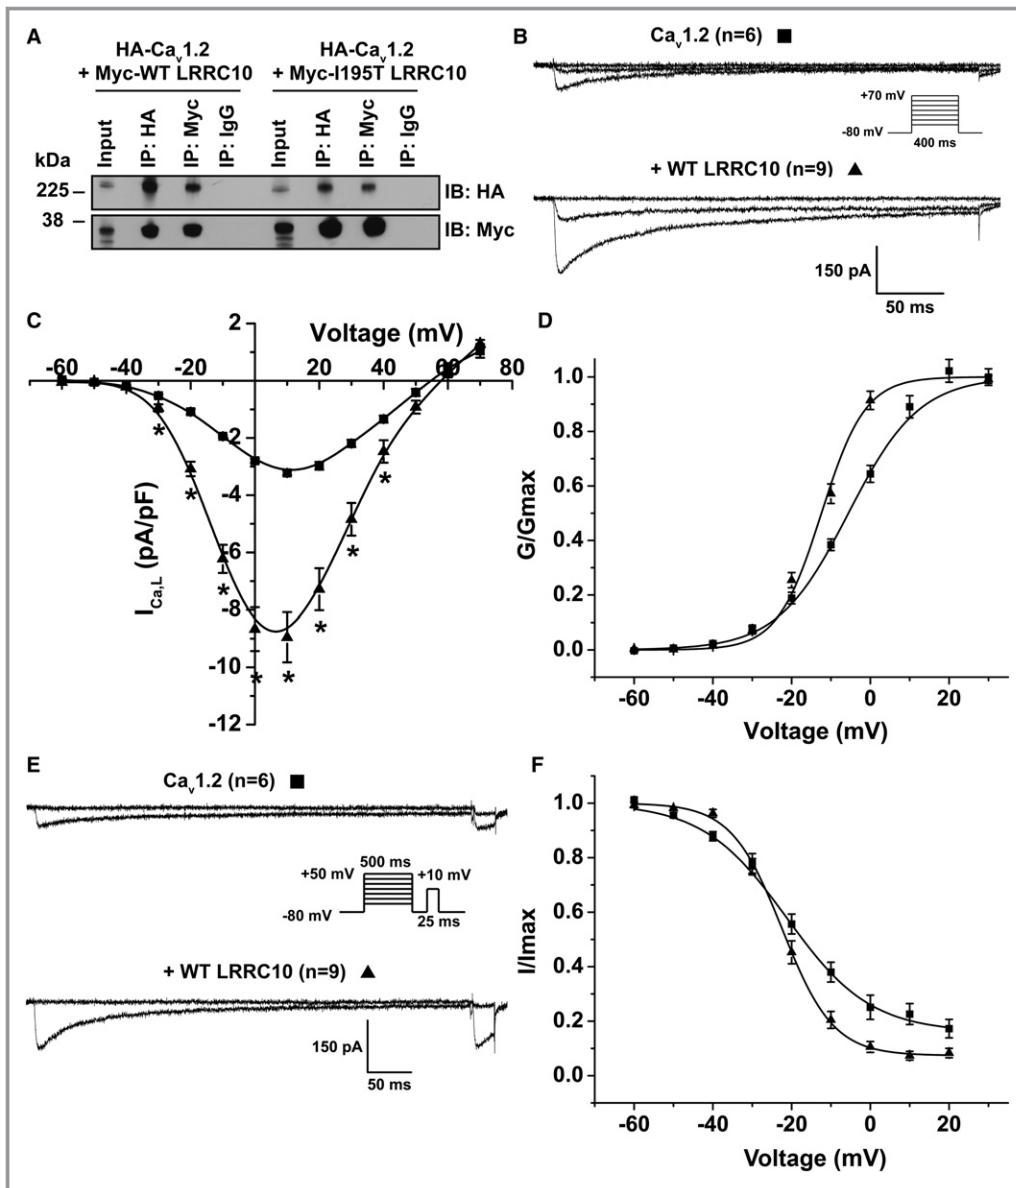 A
HA-Cav1.2
+ Myc-WT LRRC10
HA-Cav1.2
+ Myc-I195T LRRC10
Input
IP: HA
IP: Myc
IP: IgG
Input
IP: HA
IP: Myc
IP: IgG
kDa
225
IB: HA
38
IB: Myc
B
Cav1.2 (n=6)
+70 mV
-80 mV
400 ms
+ WT LRRC10 (n=9)
150 pA
50 ms
C
Voltage (mV)
-60 -40 -20 0 20 40 60 80
2
-2
-4
-6
-8
-10
-12
ICa,L (pA/pF)
* * * * * * * *
D
1.0
0.8
0.6
0.4
0.2
0.0
G/Gmax
-60 -40 -20 0 20
Voltage (mV)
E
Cav1.2 (n=6)
500 ms
+50 mV
+10 mV
-80 mV
25 ms
+ WT LRRC10 (n=9)
150 pA
50 ms
F
1.0
0.8
0.6
0.4
0.2
0.0
I/Imax
-60 -40 -20 0 20
Voltage (mV)